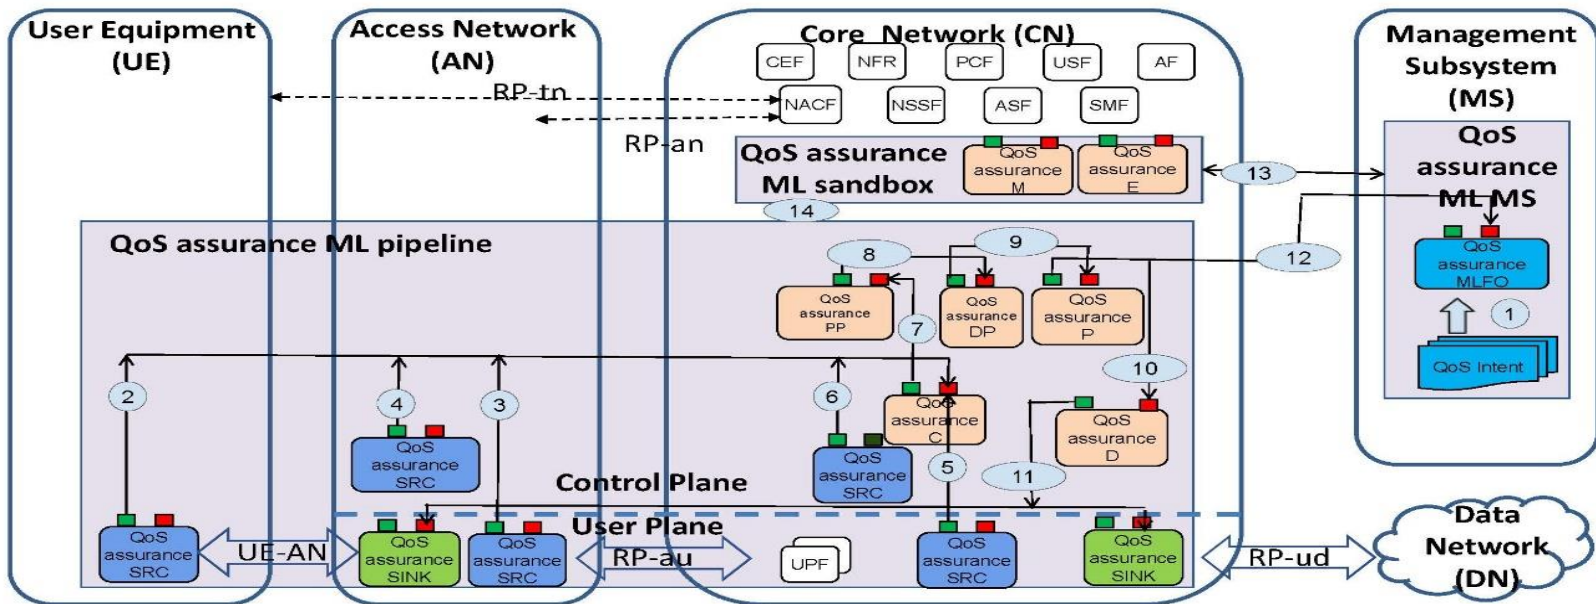 User Equipment
(UE)
Access Network
(AN)
Core Network (CN)
Management
Subsystem
(MS)
CEF
NFR
PCF
USF
AF
RP-tn
NACF
NSSF
ASF
SMF
RP-an
QoS assurance
ML sandbox
QoS
assurance
M
QoS
assurance
E
13
QoS
assurance
ML MS
14
QoS assurance ML pipeline
8
9
12
QoS
assurance
MLFO
QoS
assurance
PP
QoS
assurance
DP
QoS
assurance
P
7
1
QoS Intent
10
2
4
3
6
QoS
assurance
C
QoS
assurance
SRC
QoS
assurance
SRC
5
QoS
assurance
D
11
Control Plane
User Plane
QoS
assurance
SRC
UE-AN
QoS
assurance
SINK
QoS
assurance
SRC
RP-au
UPF
QoS
assurance
SRC
QoS
assurance
SINK
RP-ud
Data
Network
(DN)